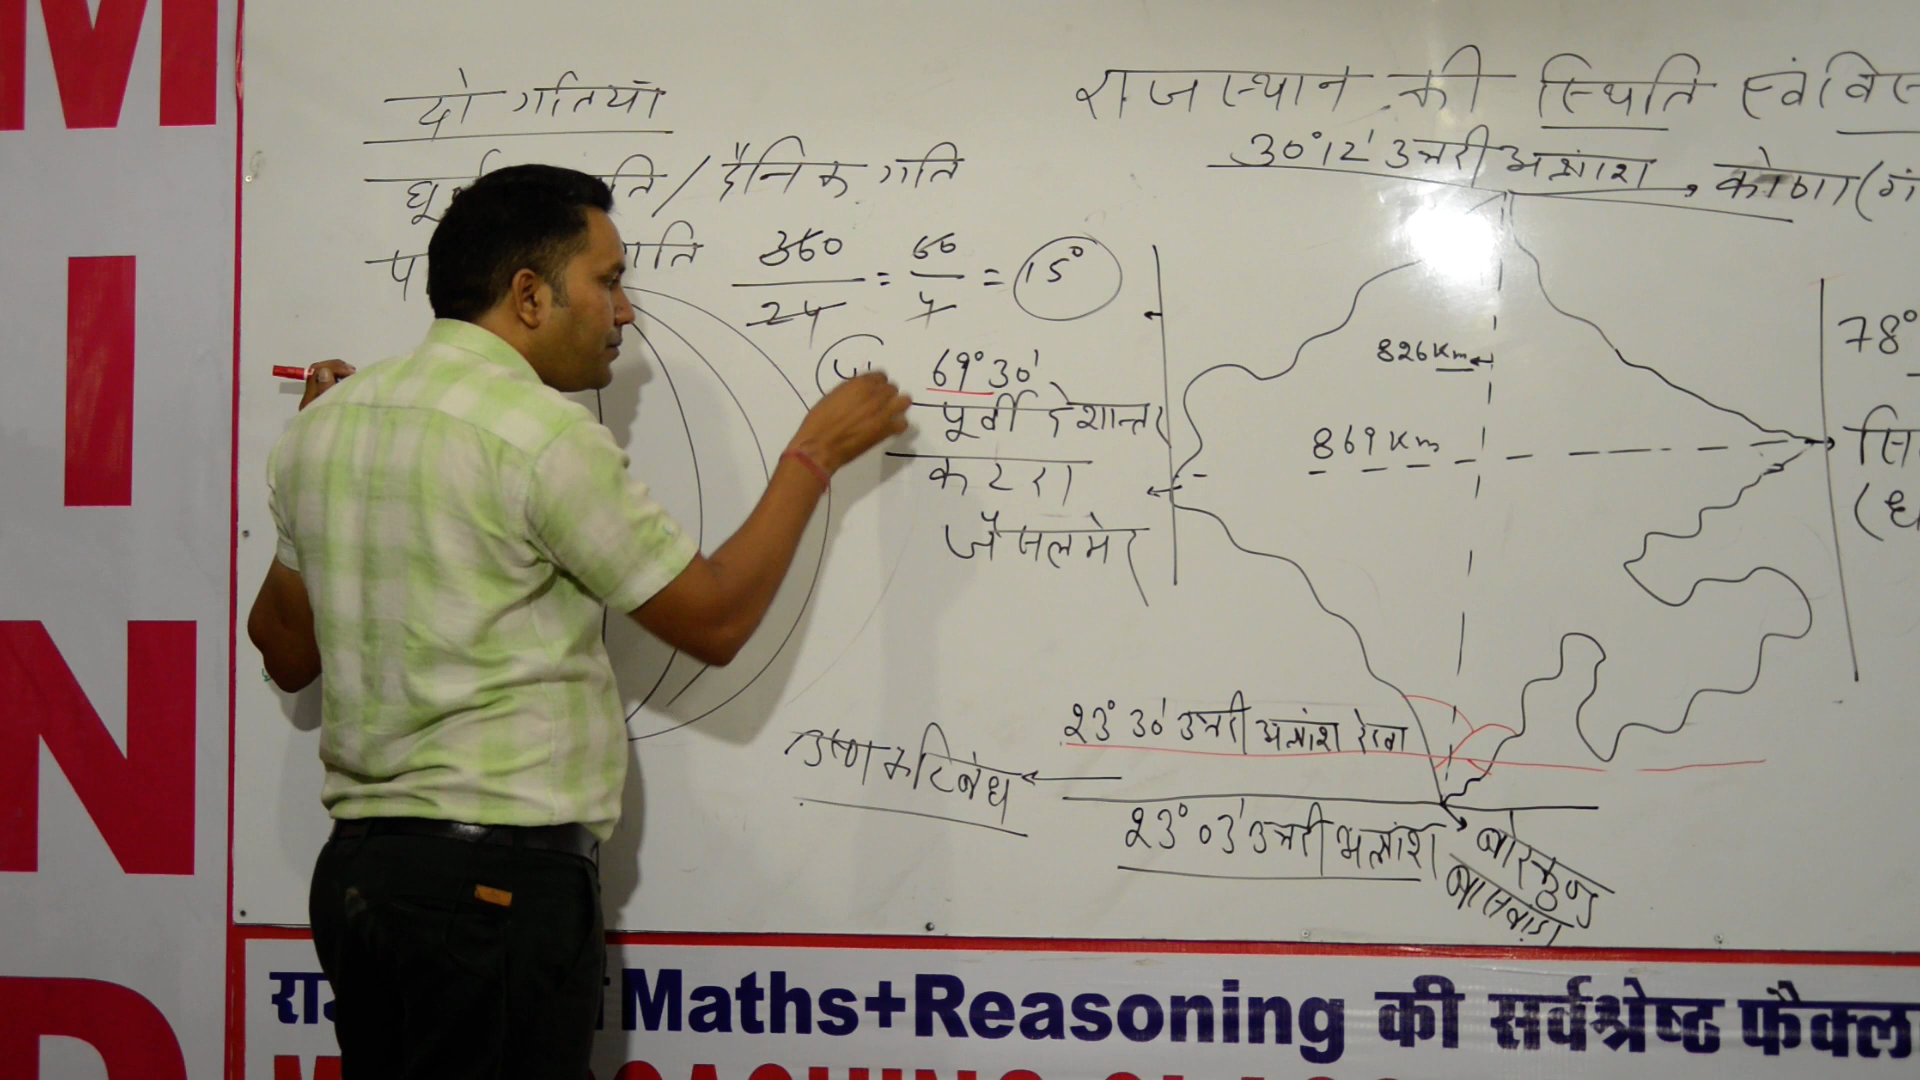 M
I
N
D
दो गतियाँ
ति / दैनिक गति
गति
360/24 = 60/4 = 15°
69°30'
पूर्वी देशान्तर
कटरा
जैसलमेर
राजस्थान की स्थिति एवं विस
30°12' उत्तरी अक्षांश
कोणा (गं
826 Km
869 Km
78°
सि
(ध
23°30' उत्तरी अक्षांश रेखा
उष्ण कटिबंध
23°03' उत्तरी अक्षांश
बोरकुण्ड
बांसवाड़ा
Maths+Reasoning की सर्वश्रेष्ठ फैक्ल